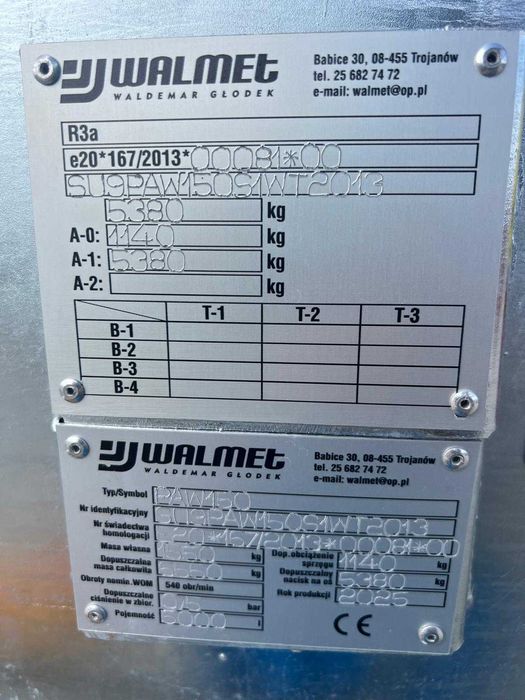 WALMET
WALDEMAR GŁODEK
Babice 30, 08-455 Trojanów
tel. 25 682 74 72
e-mail: walmet@op.pl
R3a
e20*167/2013*00081*00
SU9PAW150S1WT2013
5380 kg
A-0: 1140 kg
A-1: 5380 kg
A-2: kg
T-1 T-2 T-3
B-1
B-2
B-3
B-4
WALMET
WALDEMAR GŁODEK
Babice 30, 08-455 Trojanów
tel. 25 682 74 72
e-mail: walmet@op.pl
Typ/Symbol PAW150
Nr identyfikacyjny SU9PAW150S1WT2013
Nr świadectwa homologacji 20*157/2013*00081*00
Masa własna kg Dop. obciążenie sprzęgu 1140 kg
Dopuszczalna masa całkowita kg Dopuszczalny nacisk na oś 5380 kg
Obroty nomin. WOM 540 obr/min Rok produkcji 2025
Dopuszczalne ciśnienie w zbior. 0/5 bar
Pojemność 5000 l
CE